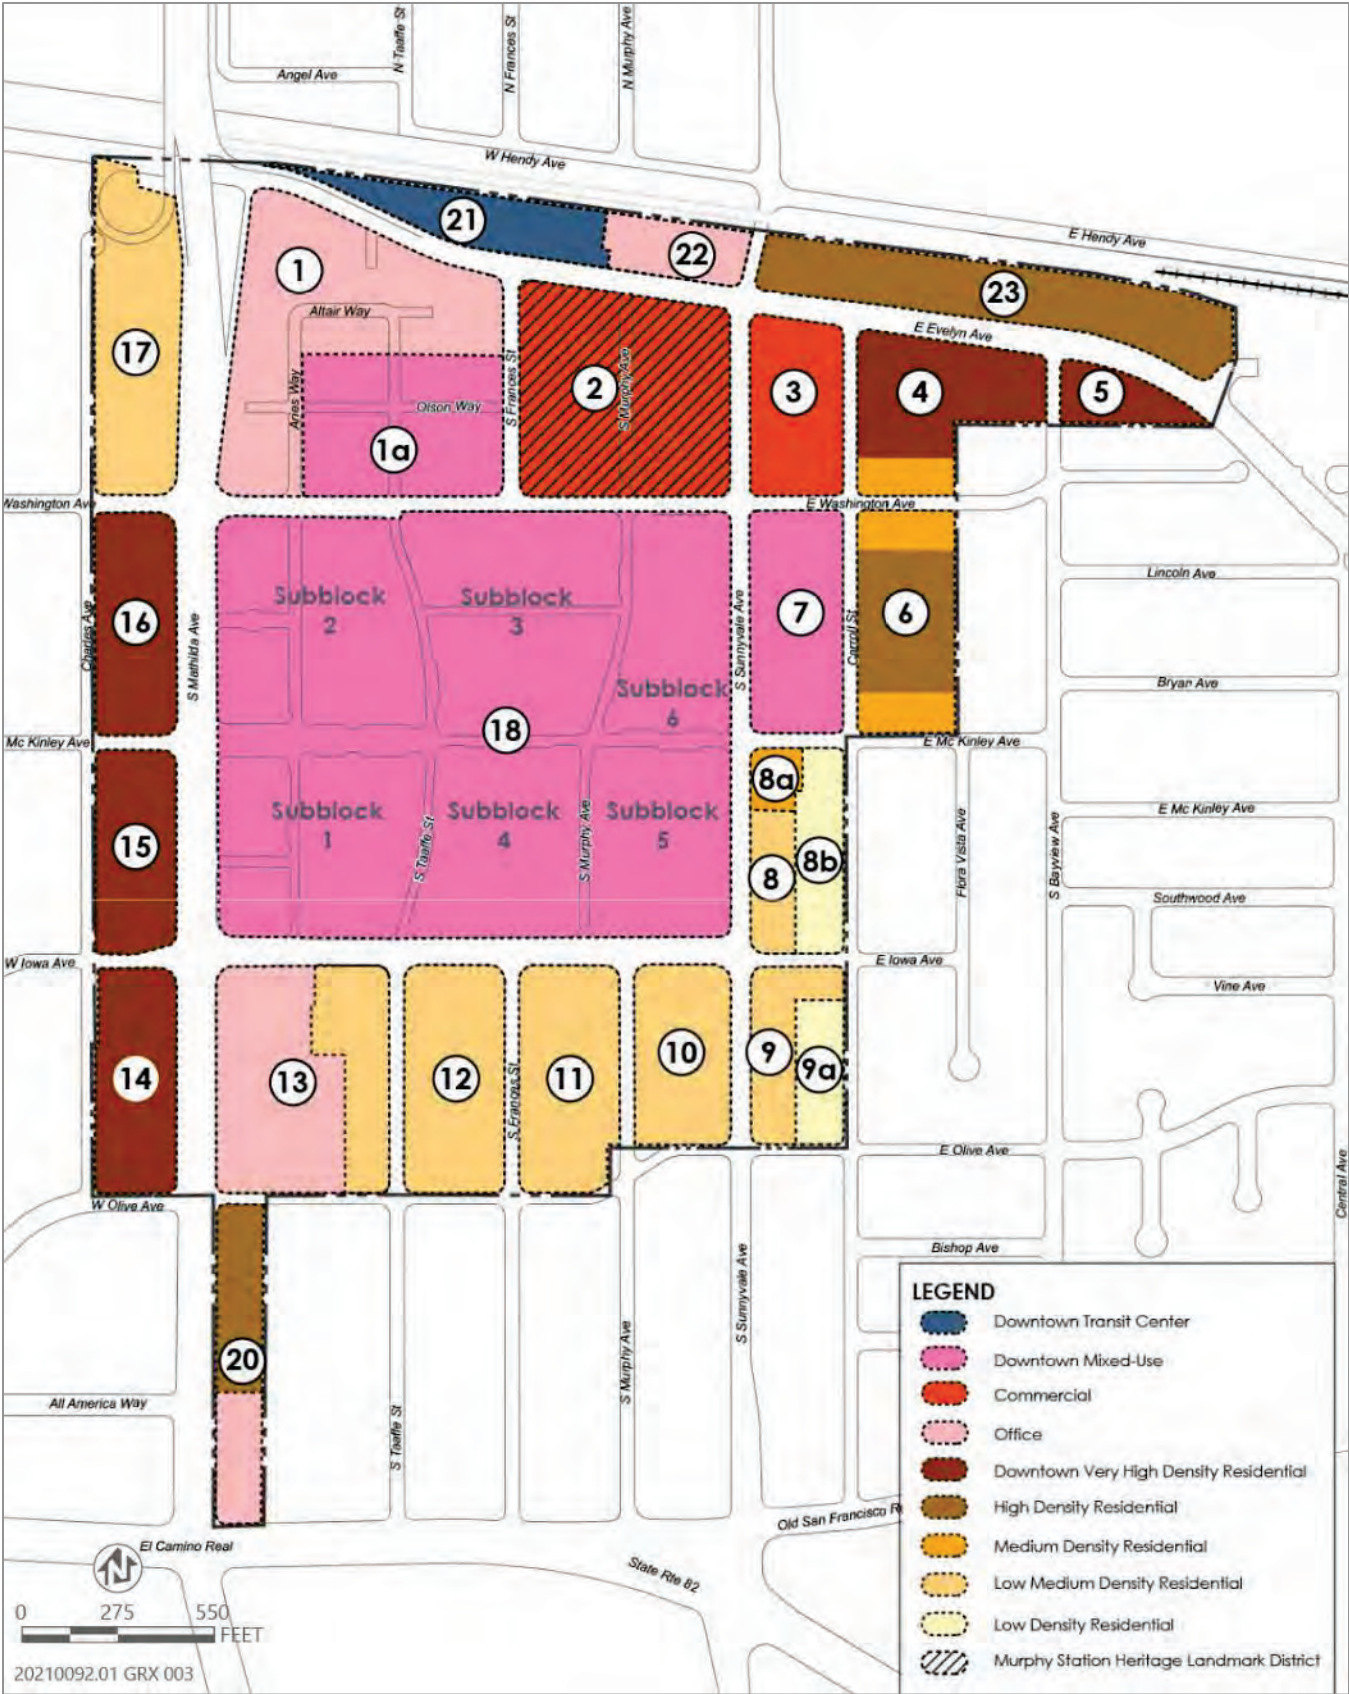 N Taaffe St
N Frances St
N Murphy Ave
Angel Ave
W Hendy Ave
E Hendy Ave
21
22
23
1
Altair Way
E Evelyn Ave
17
2
3
4
5
Aries Way
S Frances St
S Murphy Ave
Olson Way
1a
Washington Ave
E Washington Ave
Lincoln Ave
Subblock
2
Subblock
3
16
7
6
Charles Ave
S Mathilda Ave
S Sunnyvale Ave
Carroll St
Subblock
6
Bryan Ave
18
Mc Kinley Ave
E Mc Kinley Ave
8a
E Mc Kinley Ave
Subblock
1
Subblock
4
Subblock
5
15
S Taaffe St
S Murphy Ave
8
8b
Flora Vista Ave
S Bayview Ave
Southwood Ave
W Iowa Ave
E Iowa Ave
Vine Ave
14
13
12
11
10
9
9a
S Frances St
E Olive Ave
Central Ave
W Olive Ave
Bishop Ave
20
S Taaffe St
S Murphy Ave
S Sunnyvale Ave
All America Way
Old San Francisco
El Camino Real
State Rte 82
N
0 275 550
FEET
20210092.01 GRX 003
LEGEND
Downtown Transit Center
Downtown Mixed-Use
Commercial
Office
Downtown Very High Density Residential
High Density Residential
Medium Density Residential
Low Medium Density Residential
Low Density Residential
Murphy Station Heritage Landmark District